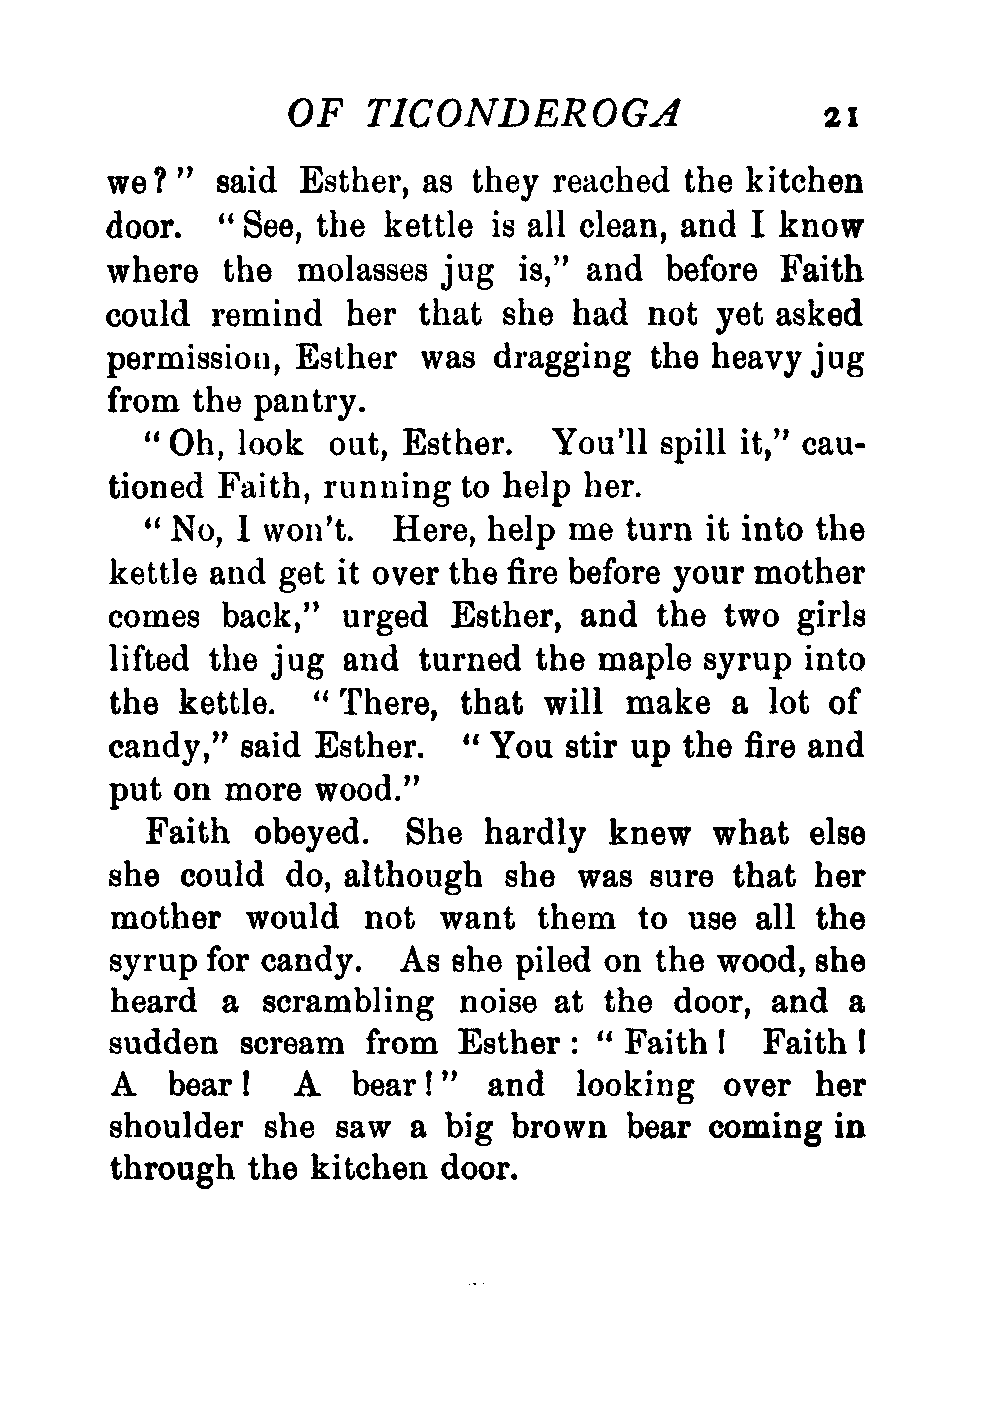 OF TICONDEROGA 21
we?" said Esther, as they reached the kitchen
door. "See, the kettle is all clean, and I know
where the molasses jug is," and before Faith
could remind her that she had not yet asked
permission, Esther was dragging the heavy jug
from the pantry.
"Oh, look out, Esther. You'll spill it," cau-
tioned Faith, running to help her.
"No, I won't. Here, help me turn it into the
kettle and get it over the fire before your mother
comes back," urged Esther, and the two girls
lifted the jug and turned the maple syrup into
the kettle. "There, that will make a lot of
candy," said Esther. "You stir up the fire and
put on more wood."
Faith obeyed. She hardly knew what else
she could do, although she was sure that her
mother would not want them to use all the
syrup for candy. As she piled on the wood, she
heard a scrambling noise at the door, and a
sudden scream from Esther: "Faith! Faith!
A bear! A bear!" and looking over her
shoulder she saw a big brown bear coming in
through the kitchen door.